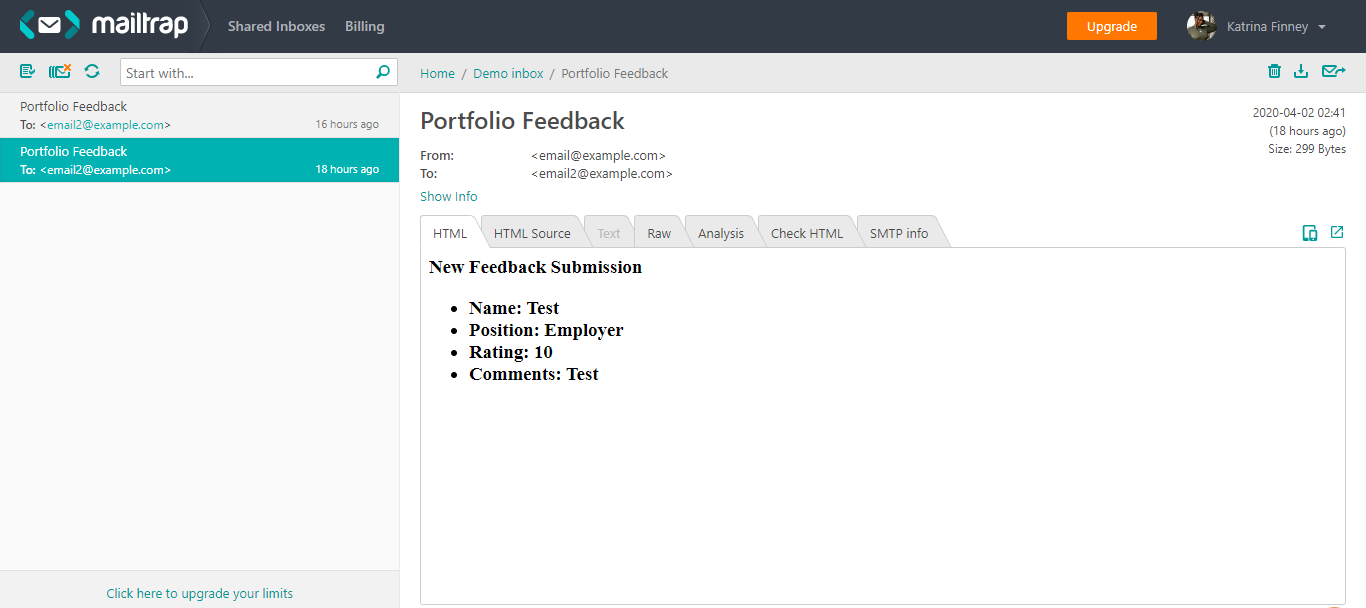 mailtrap Shared Inboxes Billing Upgrade Katrina Finney
Start with...
Home / Demo inbox / Portfolio Feedback
Portfolio Feedback
To: <email2@example.com> 16 hours ago
Portfolio Feedback
To: <email2@example.com> 18 hours ago
Click here to upgrade your limits
Portfolio Feedback
2020-04-02 02:41
(18 hours ago)
Size: 299 Bytes
From: <email@example.com>
To: <email2@example.com>
Show Info
HTML HTML Source Text Raw Analysis Check HTML SMTP info
New Feedback Submission
• Name: Test
• Position: Employer
• Rating: 10
• Comments: Test